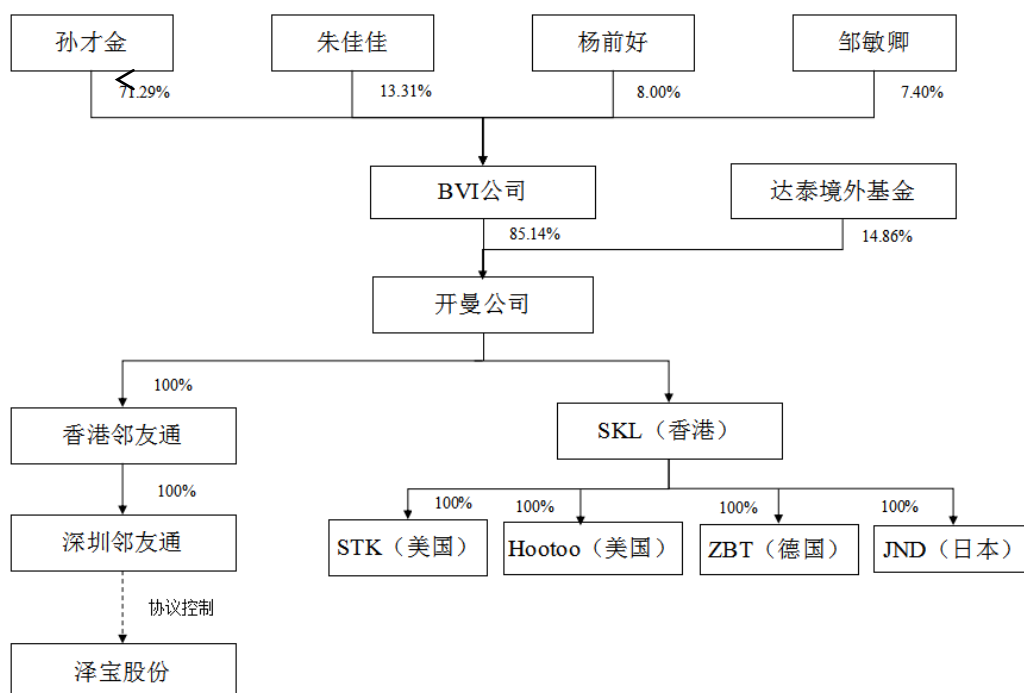 孙才金
朱佳佳
杨前好
邹敏卿
71.29%
13.31%
8.00%
7.40%
BVI公司
达泰境外基金
85.14%
14.86%
开曼公司
100%
香港邻友通
SKL（香港）
100%
100%
100%
100%
100%
深圳邻友通
STK（美国）
Hootoo（美国）
ZBT（德国）
JND（日本）
协议控制
泽宝股份